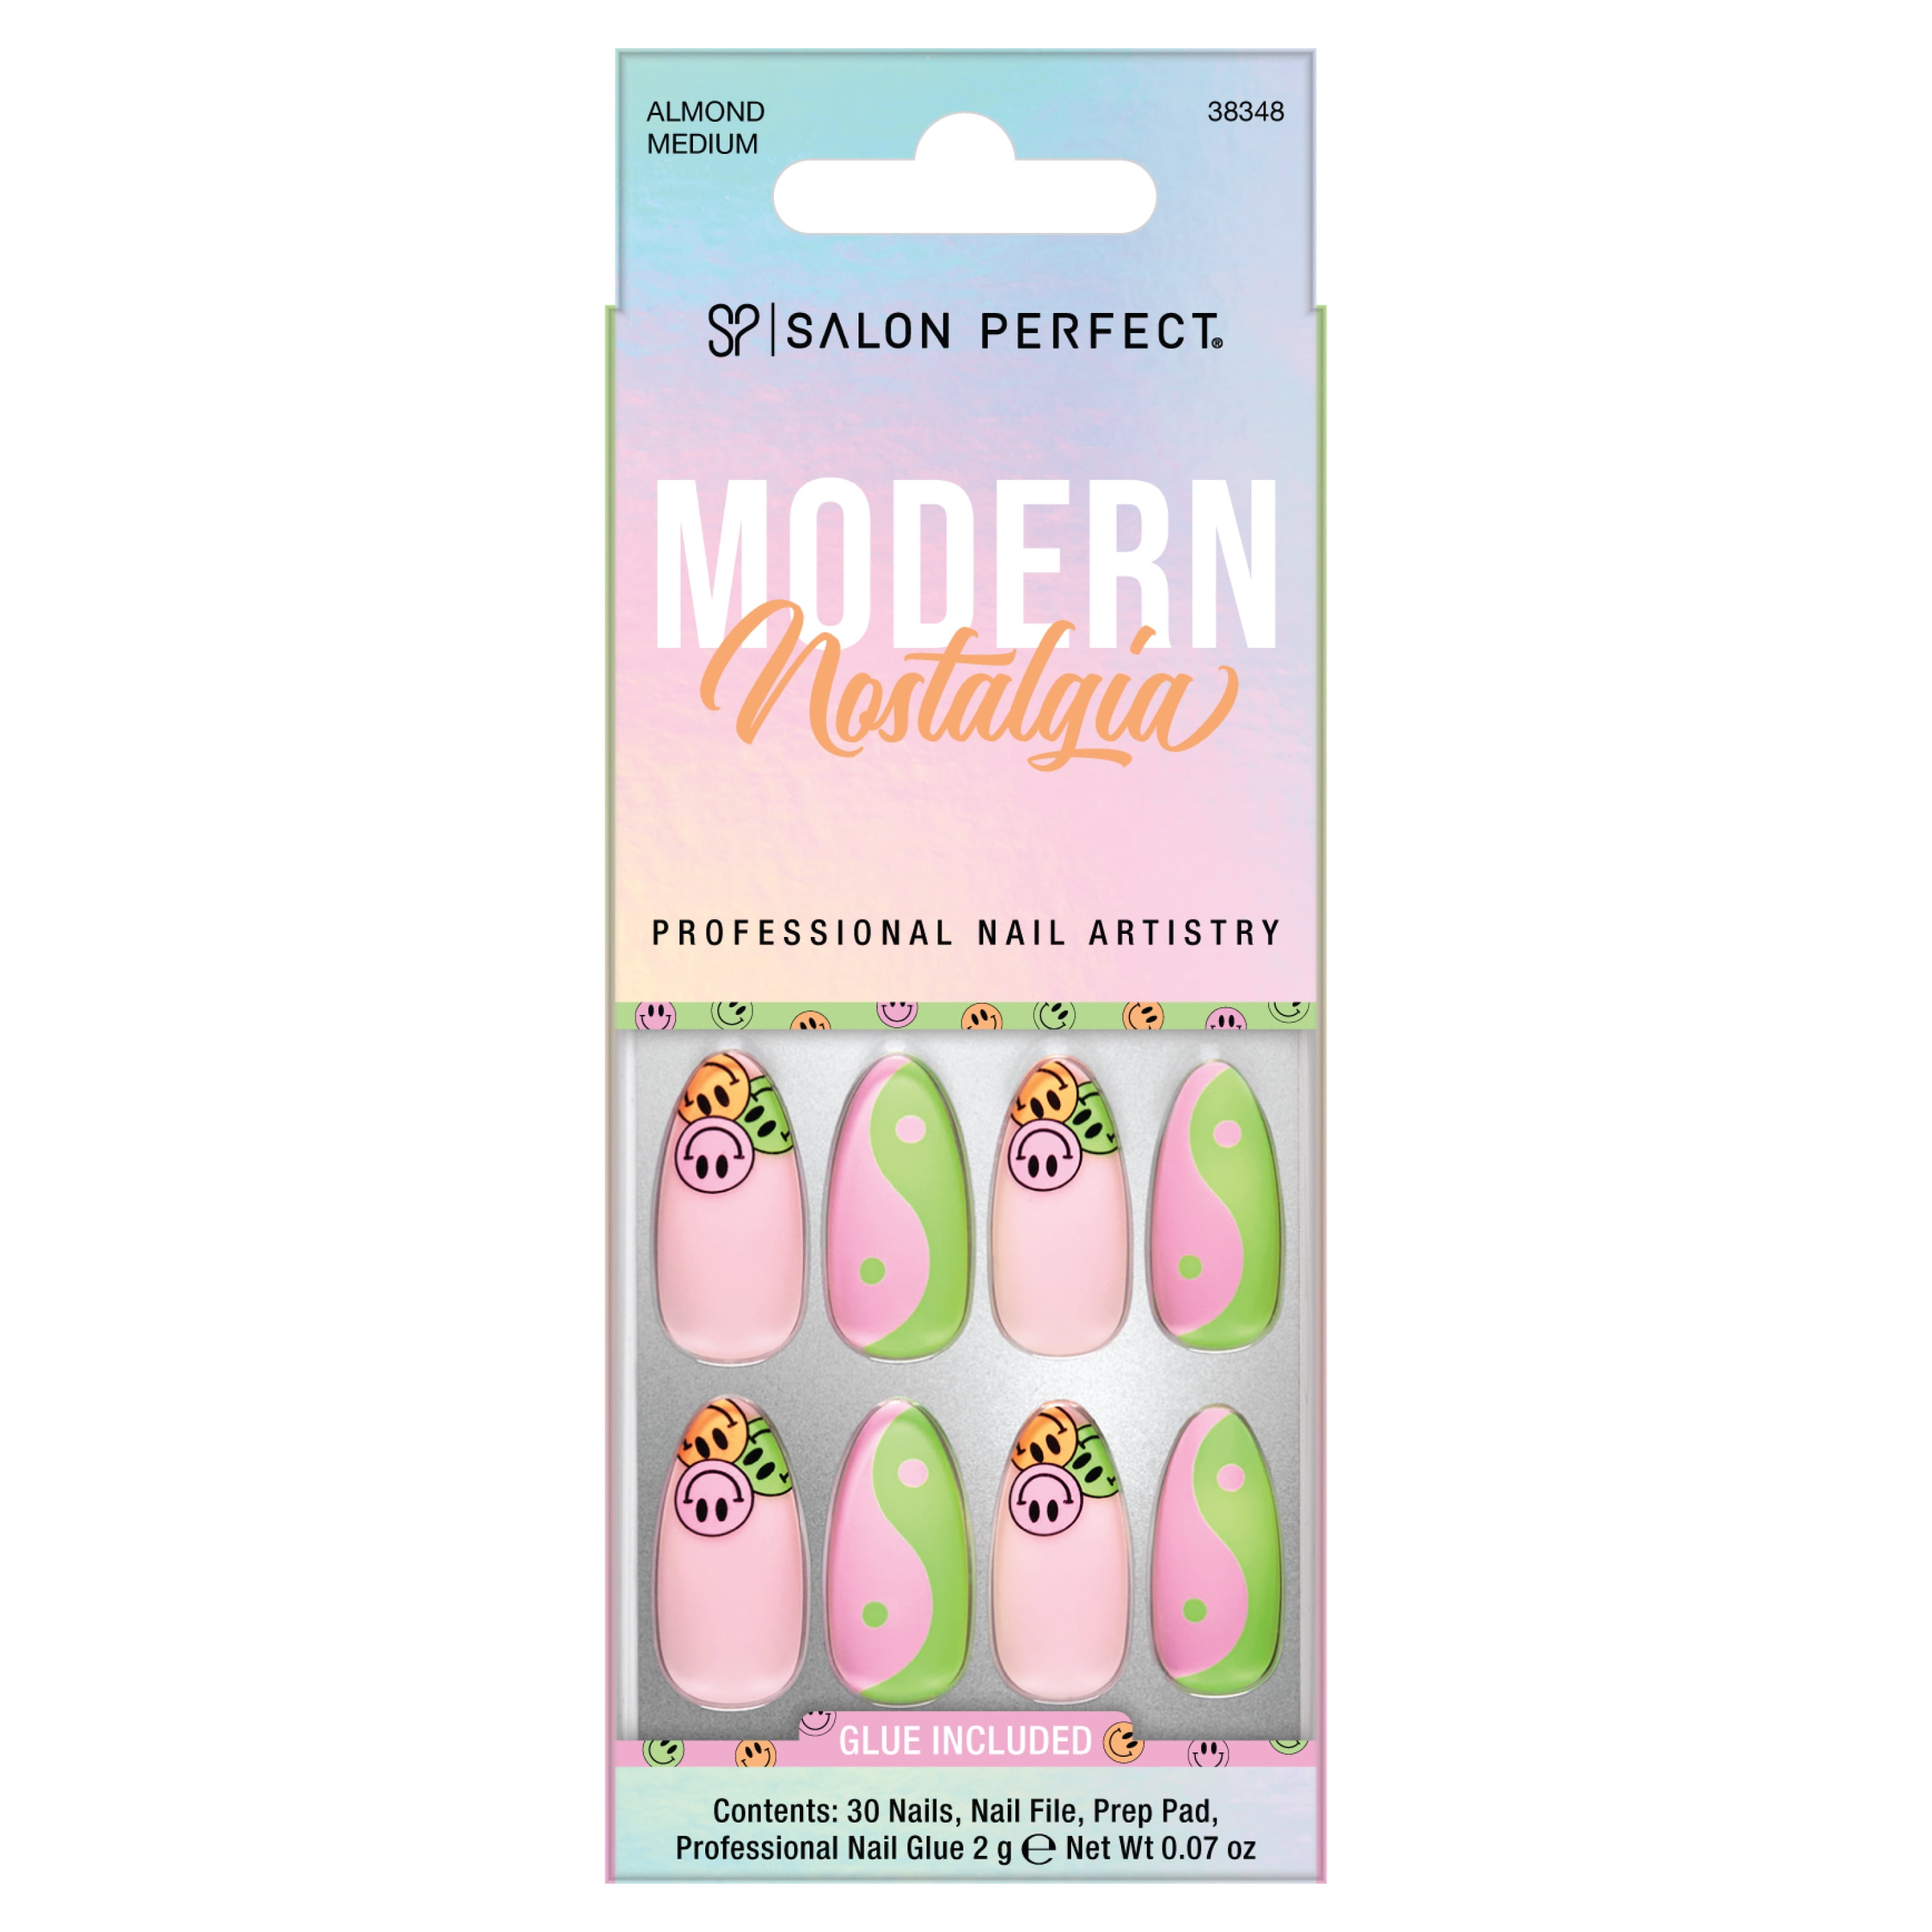 ALMOND
MEDIUM
38348
SP | SALON PERFECT®
MODERN
Nostalgia
PROFESSIONAL NAIL ARTISTRY
GLUE INCLUDED
Contents: 30 Nails, Nail File, Prep Pad,
Professional Nail Glue 2 g ℮ Net Wt 0.07 oz